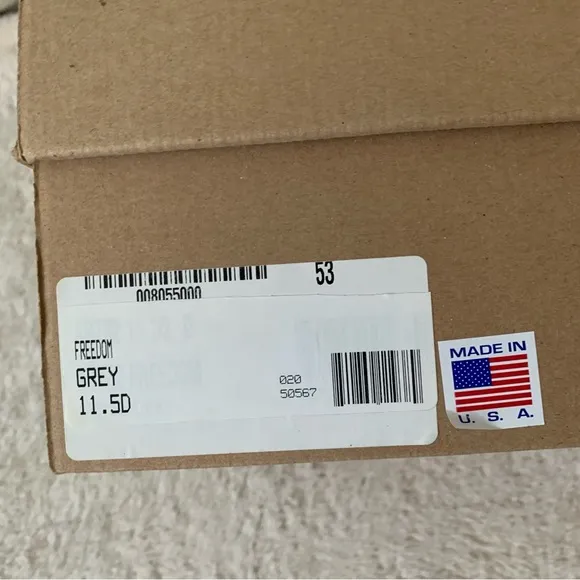 53
008055000
FREEDOM
GREY
11.5D
020
50567
MADE IN
U. S. A.